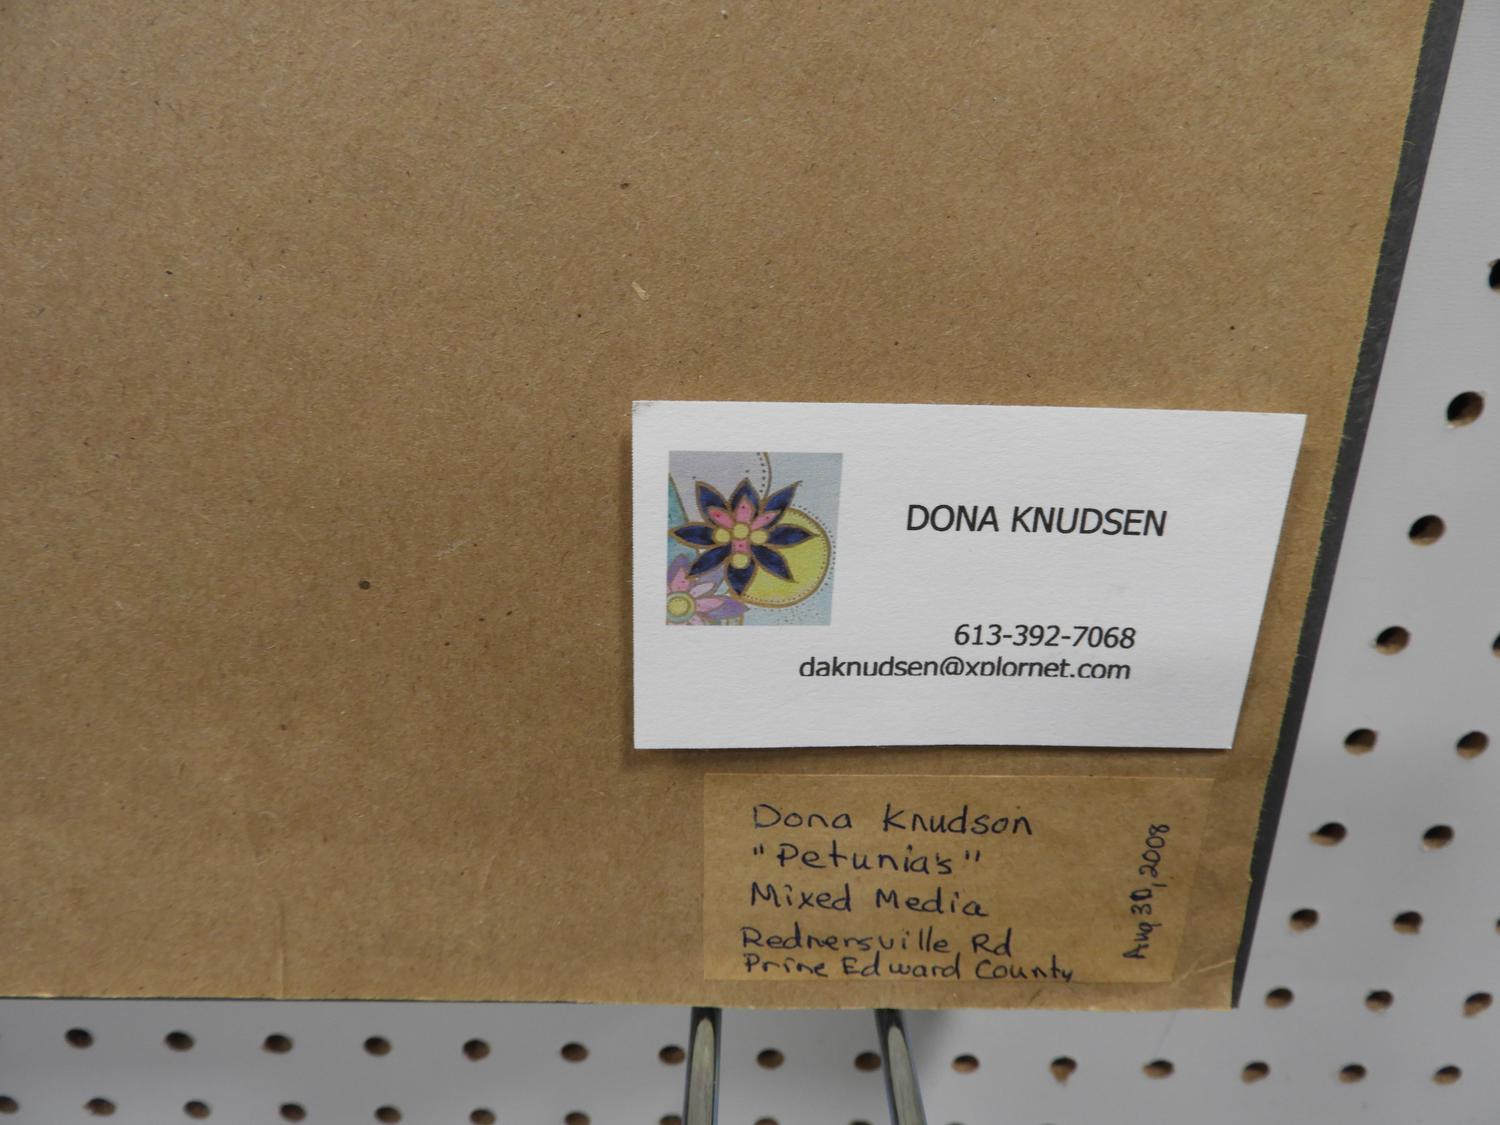 DONA KNUDSEN
613-392-7068
daknudsen@xplornet.com
Dona Knudson
"Petunia's"
Mixed Media
Rednersville Rd
Prine Edward County
Aug 30, 2008